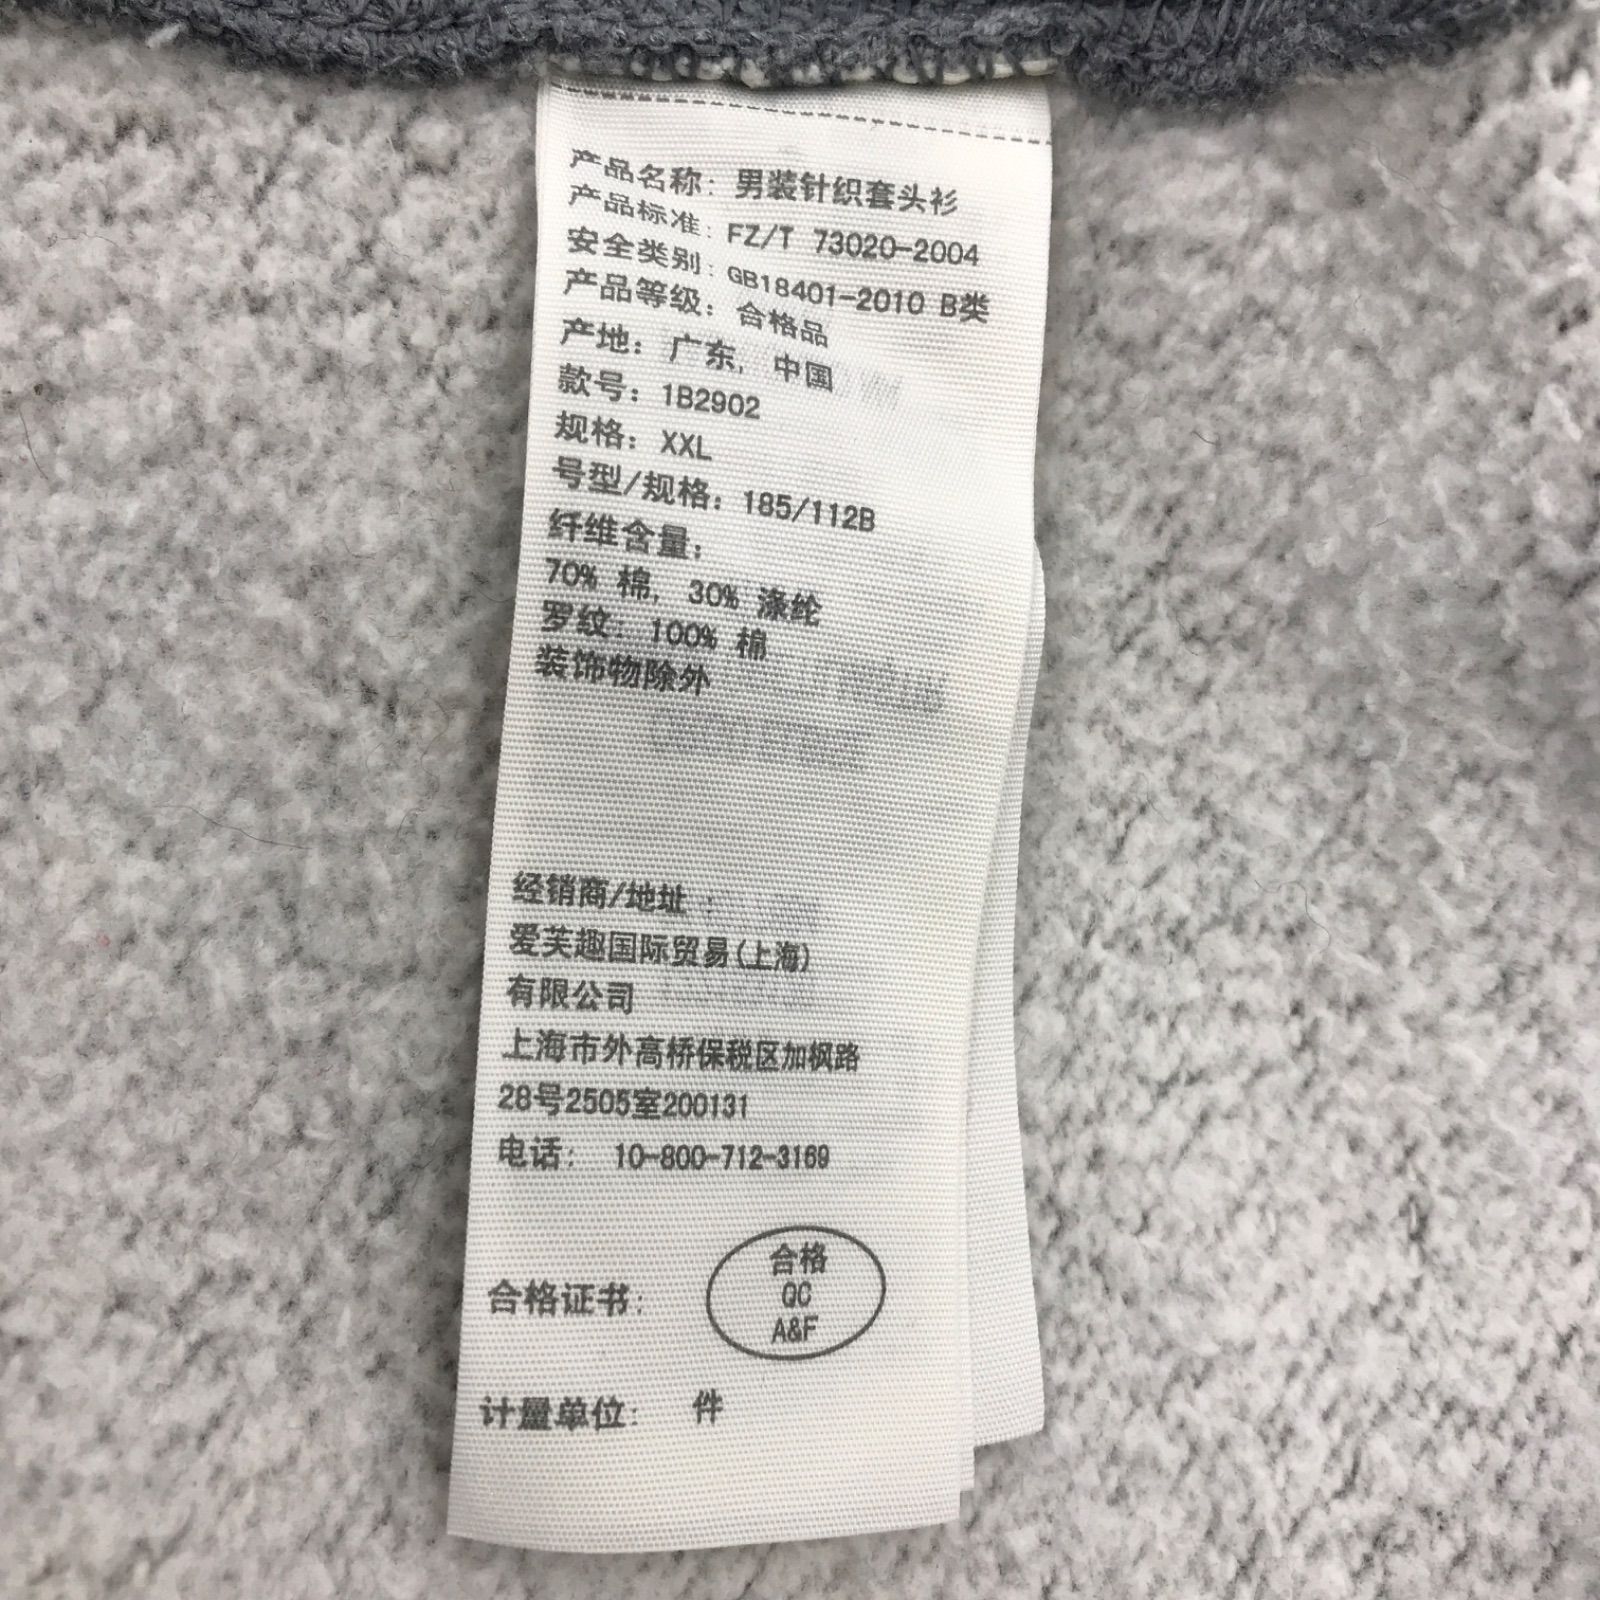 产品名称: 男装针织套头衫
产品标准: FZ/T 73020-2004
安全类别: GB18401-2010 B类
产品等级: 合格品
产地: 广东, 中国
款号: 1B2902
规格: XXL
号型/规格: 185/112B
纤维含量:
70% 棉, 30% 涤纶
罗纹: 100% 棉
装饰物除外
经销商/地址 :
爱芙趣国际贸易(上海)
有限公司
上海市外高桥保税区加枫路
28号2505室200131
电话: 10-800-712-3169
合格
QC
A&F
合格证书:
计量单位: 件